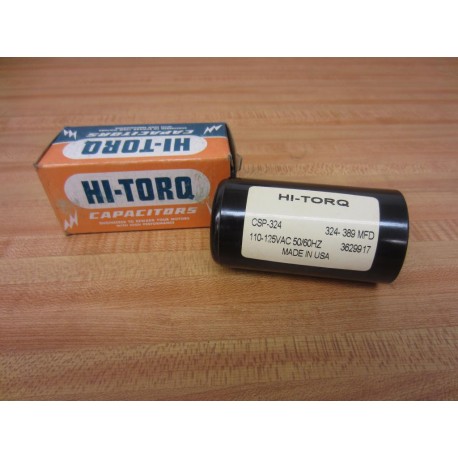 HI-TORQ
CAPACITORS
HI-TORQ
CAPACITORS
HI-TORQ
CSP-324 324-389 MFD
110-125VAC 50/60HZ 3629917
MADE IN USA